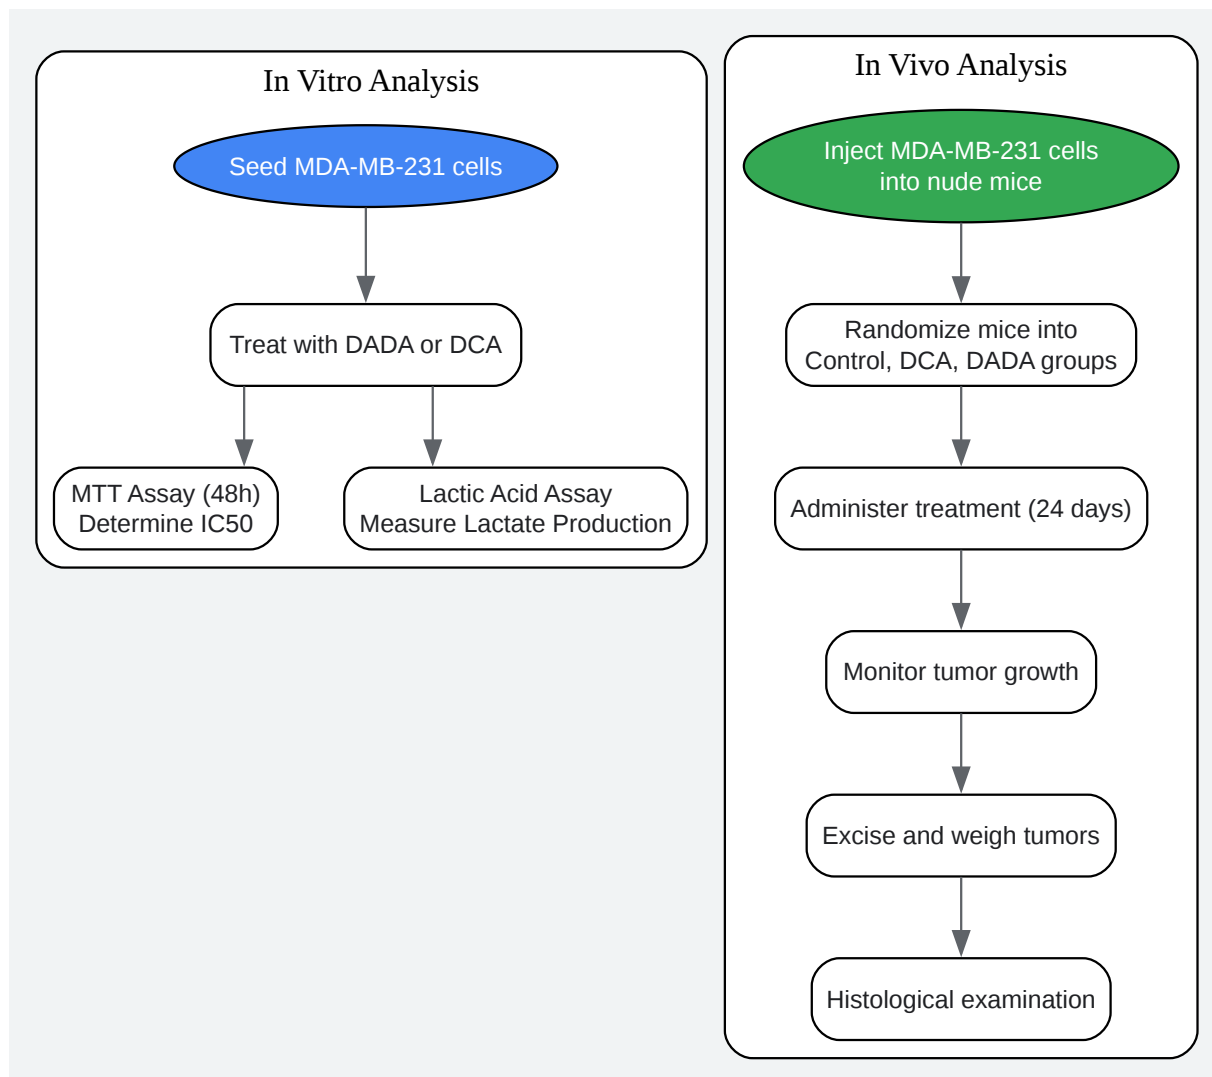 In Vitro Analysis
Seed MDA-MB-231 cells
Treat with DADA or DCA
MTT Assay (48h)
Determine IC50
Lactic Acid Assay
Measure Lactate Production
In Vivo Analysis
Inject MDA-MB-231 cells
into nude mice
Randomize mice into
Control, DCA, DADA groups
Administer treatment (24 days)
Monitor tumor growth
Excise and weigh tumors
Histological examination